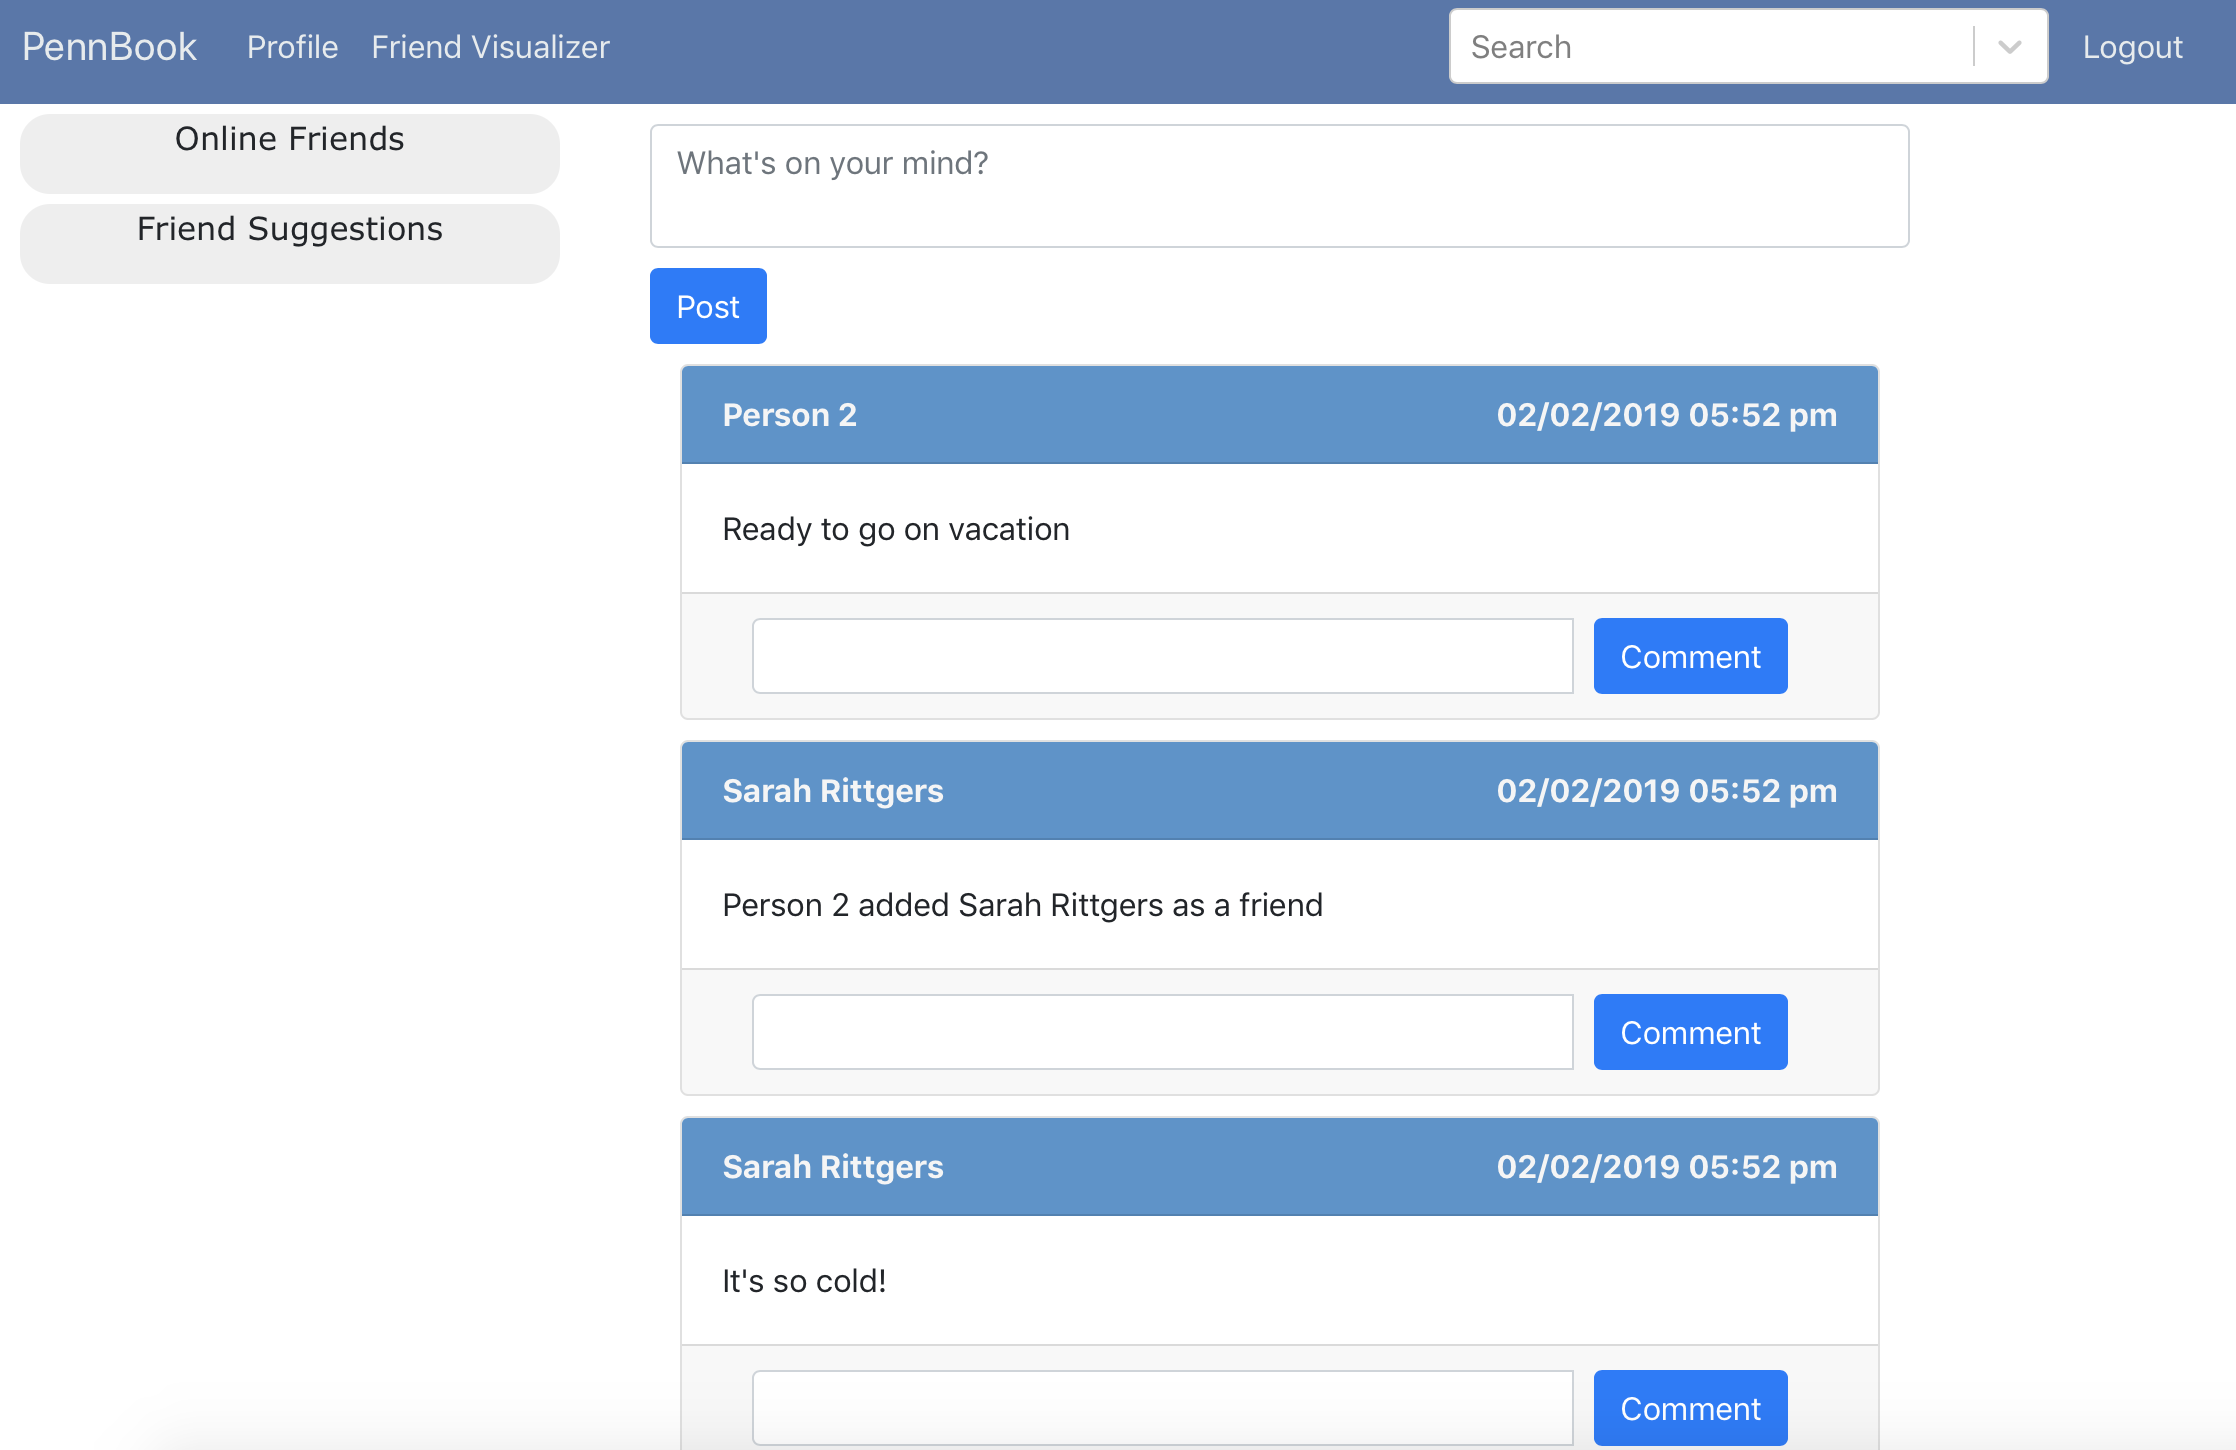 PennBook Profile Friend Visualizer Search Logout
Online Friends
Friend Suggestions
What's on your mind?
Post
Person 2 02/02/2019 05:52 pm
Ready to go on vacation
Comment
Sarah Rittgers 02/02/2019 05:52 pm
Person 2 added Sarah Rittgers as a friend
Comment
Sarah Rittgers 02/02/2019 05:52 pm
It's so cold!
Comment